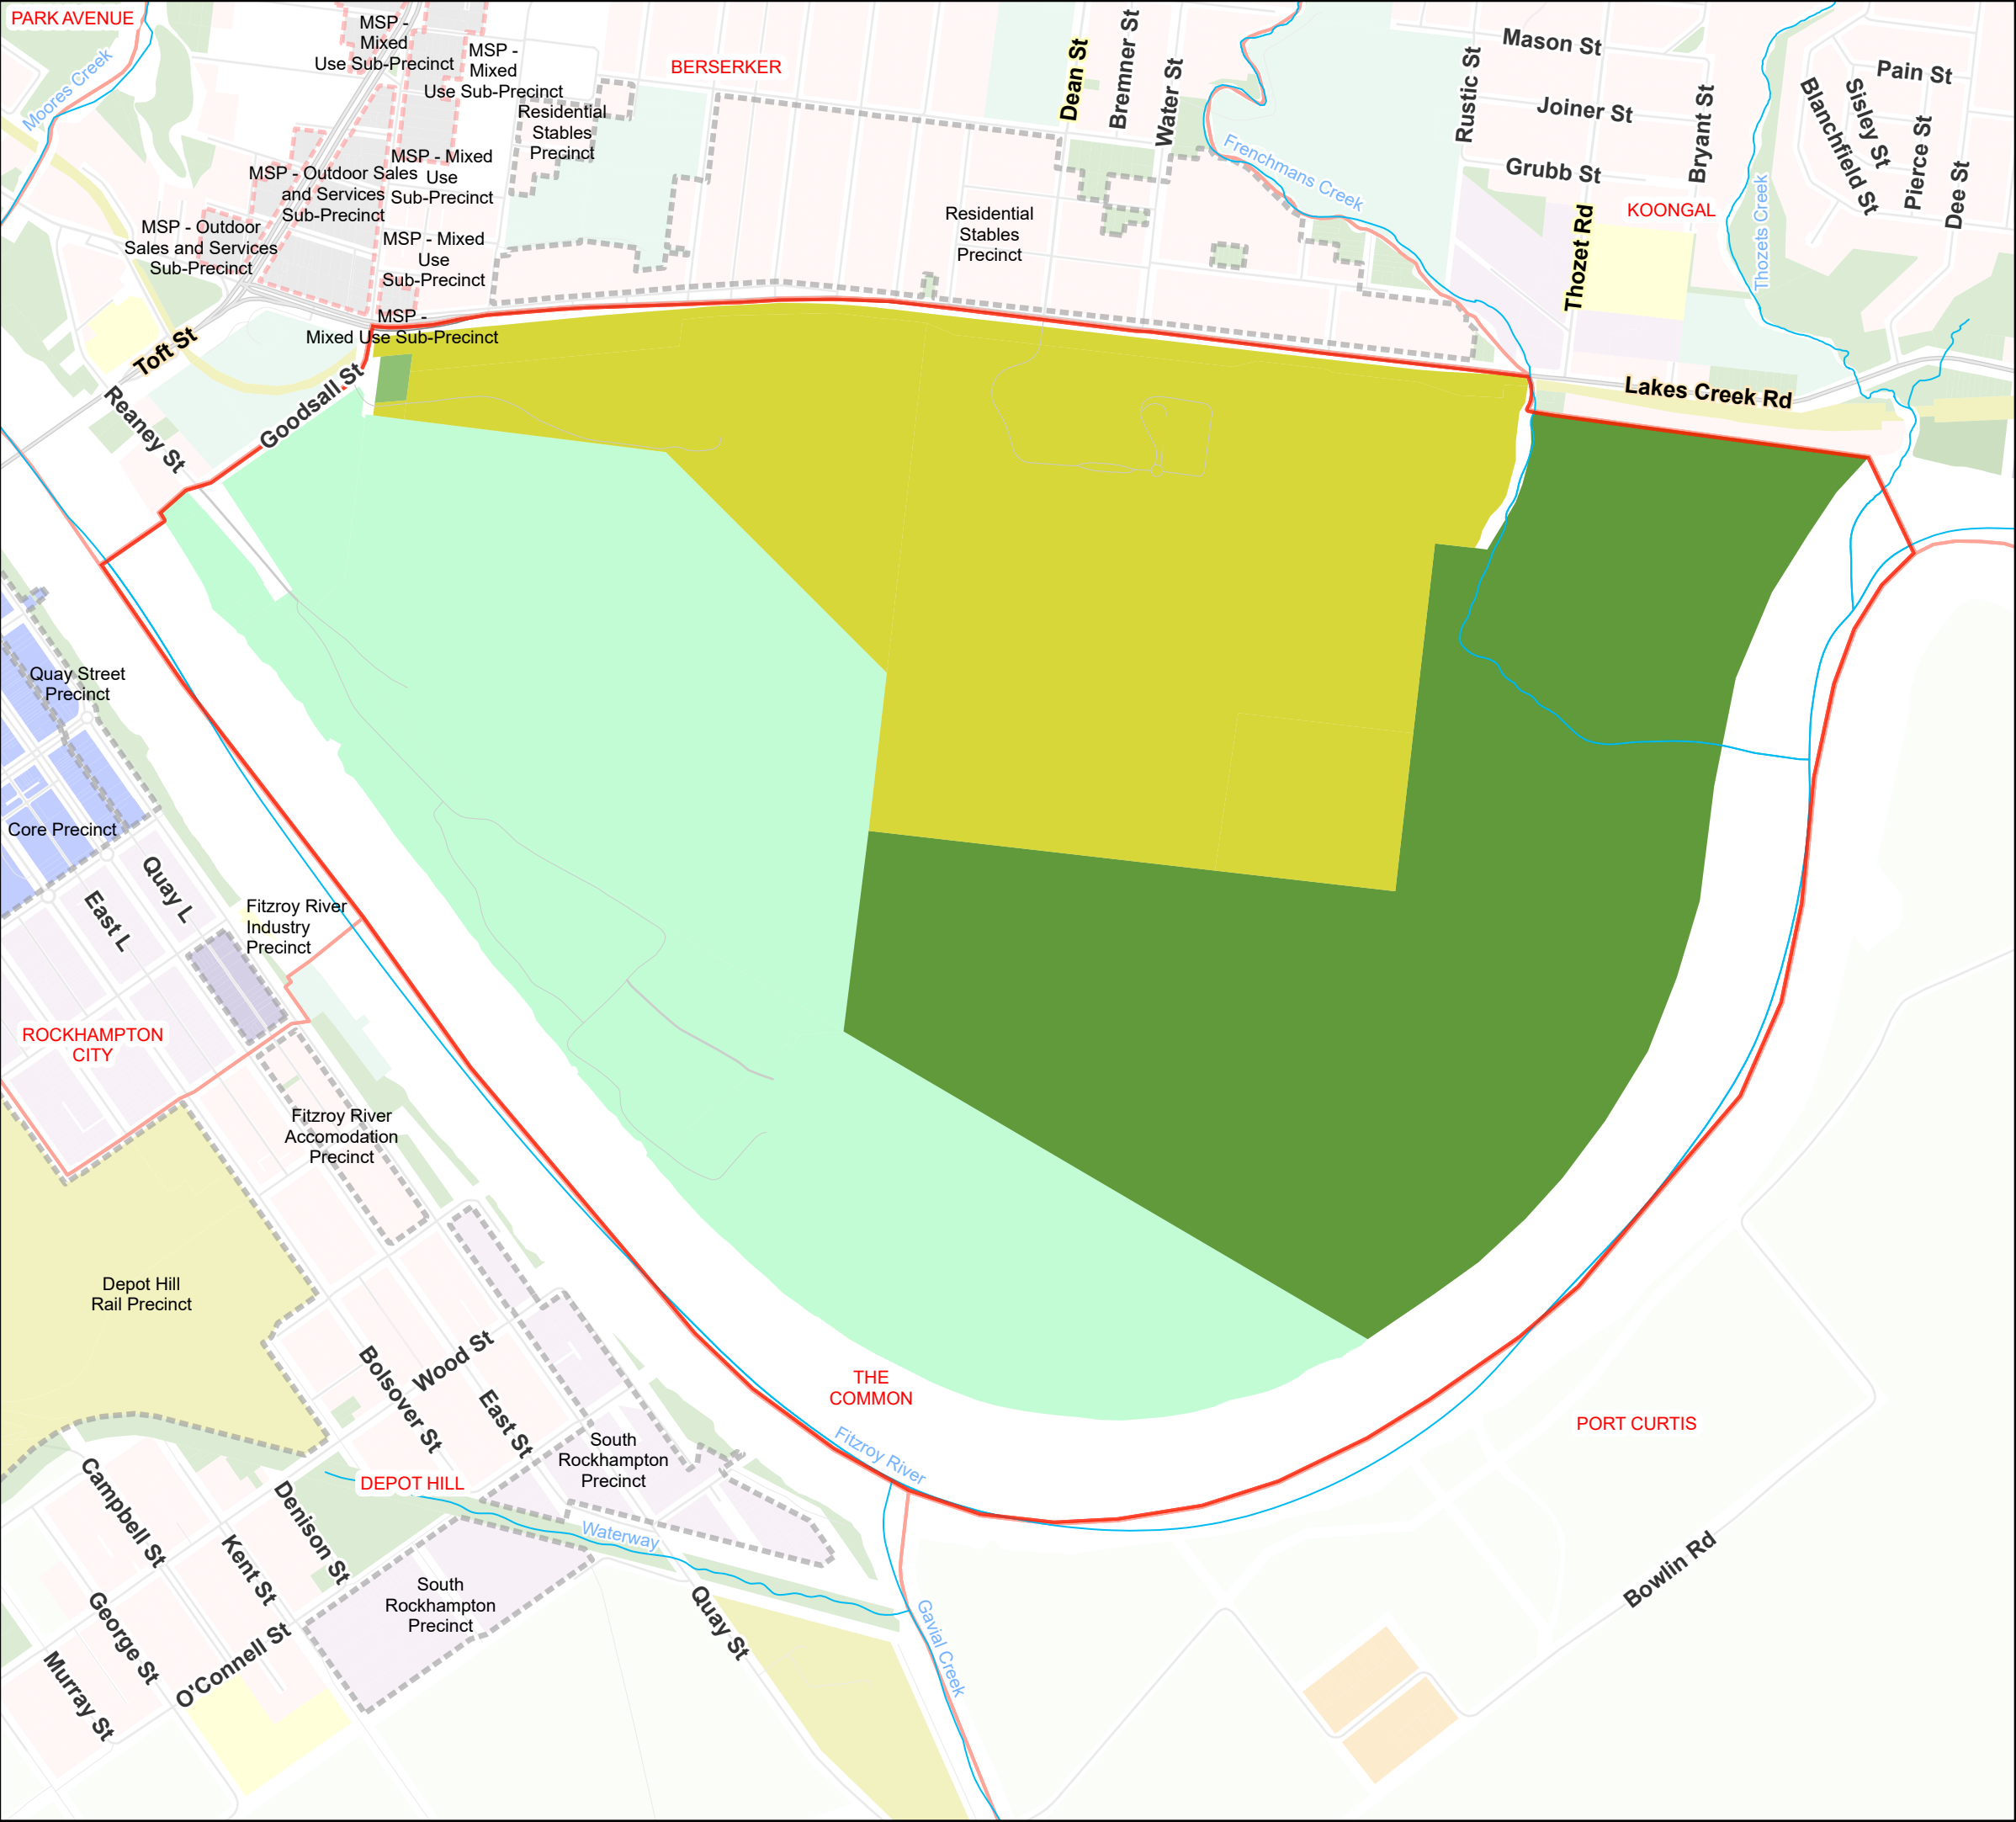 PARK AVENUE
Moores Creek
MSP -
Mixed
Use Sub-Precinct
MSP -
Mixed
Use Sub-Precinct
BERSERKER
Residential
Stables
Precinct
Dean St
Bremner St
Water St
Frenchmans Creek
Rustic St
Mason St
Joiner St
Grubb St
Bryant St
Pain St
Sisley St
Blanchfield St
Pierce St
Dee St
KOONGAL
Thozets Creek
Thozet Rd
MSP - Mixed
Use
Sub-Precinct
MSP - Outdoor Sales
and Services
Sub-Precinct
MSP - Outdoor
Sales and Services
Sub-Precinct
MSP - Mixed
Use
Sub-Precinct
Residential
Stables
Precinct
MSP -
Mixed Use Sub-Precinct
Toft St
Reaney St
Goodsall St
Lakes Creek Rd
Quay Street
Precinct
Core Precinct
Quay L
East L
Fitzroy River
Industry
Precinct
ROCKHAMPTON
CITY
Fitzroy River
Accomodation
Precinct
Depot Hill
Rail Precinct
Bolsover St
Wood St
East St
THE
COMMON
Fitzroy River
PORT CURTIS
South
Rockhampton
Precinct
DEPOT HILL
Waterway
Campbell St
Denison St
Kent St
George St
O'Connell St
Murray St
South
Rockhampton
Precinct
Quay St
Gavial Creek
Bowlin Rd